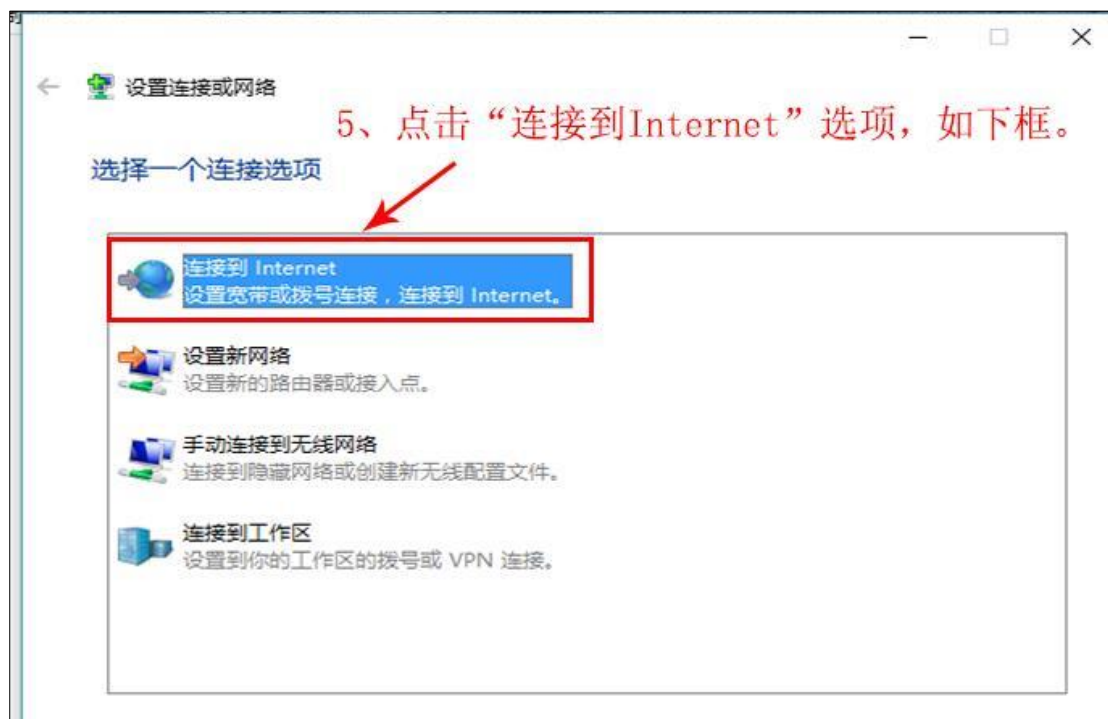 设置连接或网络
5、点击“连接到Internet”选项，如下框。
选择一个连接选项
连接到 Internet
设置宽带或拨号连接，连接到 Internet。
设置新网络
设置新的路由器或接入点。
手动连接到无线网络
连接到隐藏网络或创建新无线配置文件。
连接到工作区
设置到你的工作区的拨号或 VPN 连接。